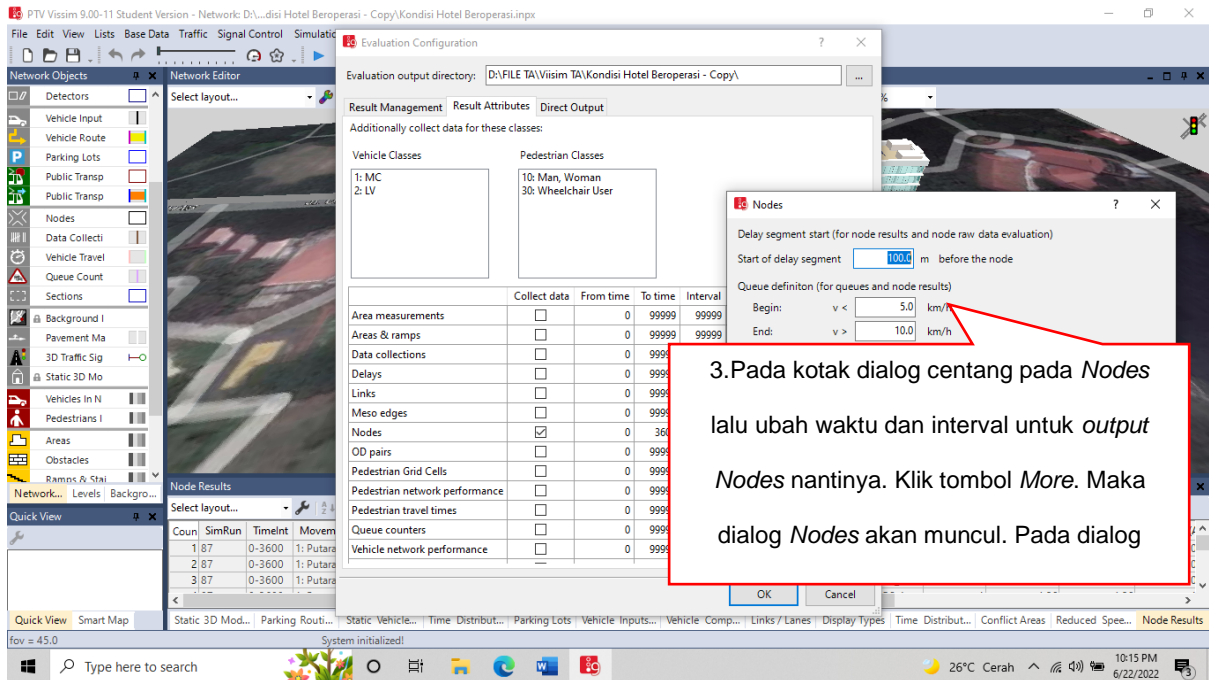 PTV Vissim 9.00-11 Student Version - Network: D:\...disi Hotel Beroperasi - Copy\Kondisi Hotel Beroperasi.inpx
File Edit View Lists Base Data Traffic Signal Control
Network Objects
Network Editor
Select layout...
Detectors
Vehicle Input
Vehicle Route
Parking Lots
Public Transp
Public Transp
Nodes
Data Collecti
Vehicle Travel
Queue Count
Sections
Background I
Pavement Ma
3D Traffic Sig
Static 3D Mo
Vehicles In N
Pedestrians I
Areas
Obstacles
Ramps & Stai
Network... Levels Backgro...
Quick View
Quick View Smart Map
Evaluation Configuration ?
Evaluation output directory: D:\FILE TA\Viisim TA\Kondisi Hotel Beroperasi - Copy\ ...
Result Management Result Attributes Direct Output
Additionally collect data for these classes:
Vehicle Classes Pedestrian Classes
1: MC
2: LV
10: Man, Woman
30: Wheelchair User
Collect data From time To time Interval
Area measurements 0 99999 99999
Areas & ramps 0 99999 99999
Data collections 0
Delays 0
Links 0
Meso edges 0
Nodes 0
OD pairs 0
Pedestrian Grid Cells 0
Pedestrian network performance 0
Pedestrian travel times 0
Queue counters 0
Vehicle network performance 0
OK Cancel
Nodes ?
Delay segment start (for node results and node raw data evaluation)
Start of delay segment 100.0 m before the node
Queue definiton (for queues and node results)
Begin: v < 5.0 km/h
End: v > 10.0 km/h
3.Pada kotak dialog centang pada Nodes
lalu ubah waktu dan interval untuk output
Nodes nantinya. Klik tombol More. Maka
dialog Nodes akan muncul. Pada dialog
Node Results
Select layout...
Coun SimRun TimeInt Movem
1 87 0-3600 1: Putara
2 87 0-3600 1: Putara
3 87 0-3600 1: Putara
Static 3D Mod... Parking Routi... Static Vehicle... Time Distribut... Parking Lots Vehicle Inputs... Vehicle Comp... Links / Lanes Display Types Time Distribut... Conflict Areas Reduced Spee... Node Results
fov = 45.0 System initialized!
Type here to search
26°C Cerah
10:15 PM
6/22/2022
3